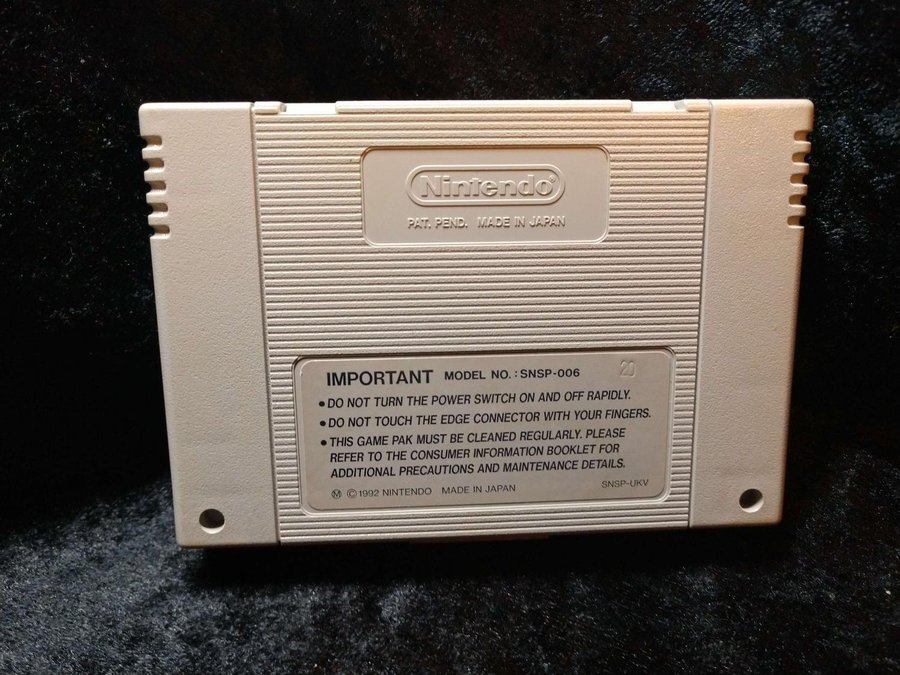 Nintendo®
PAT. PEND. MADE IN JAPAN
IMPORTANT MODEL NO. : SNSP-006
20
• DO NOT TURN THE POWER SWITCH ON AND OFF RAPIDLY.
• DO NOT TOUCH THE EDGE CONNECTOR WITH YOUR FINGERS.
• THIS GAME PAK MUST BE CLEANED REGULARLY. PLEASE
REFER TO THE CONSUMER INFORMATION BOOKLET FOR
ADDITIONAL PRECAUTIONS AND MAINTENANCE DETAILS.
Ⓜ ©1992 NINTENDO MADE IN JAPAN SNSP-UKV